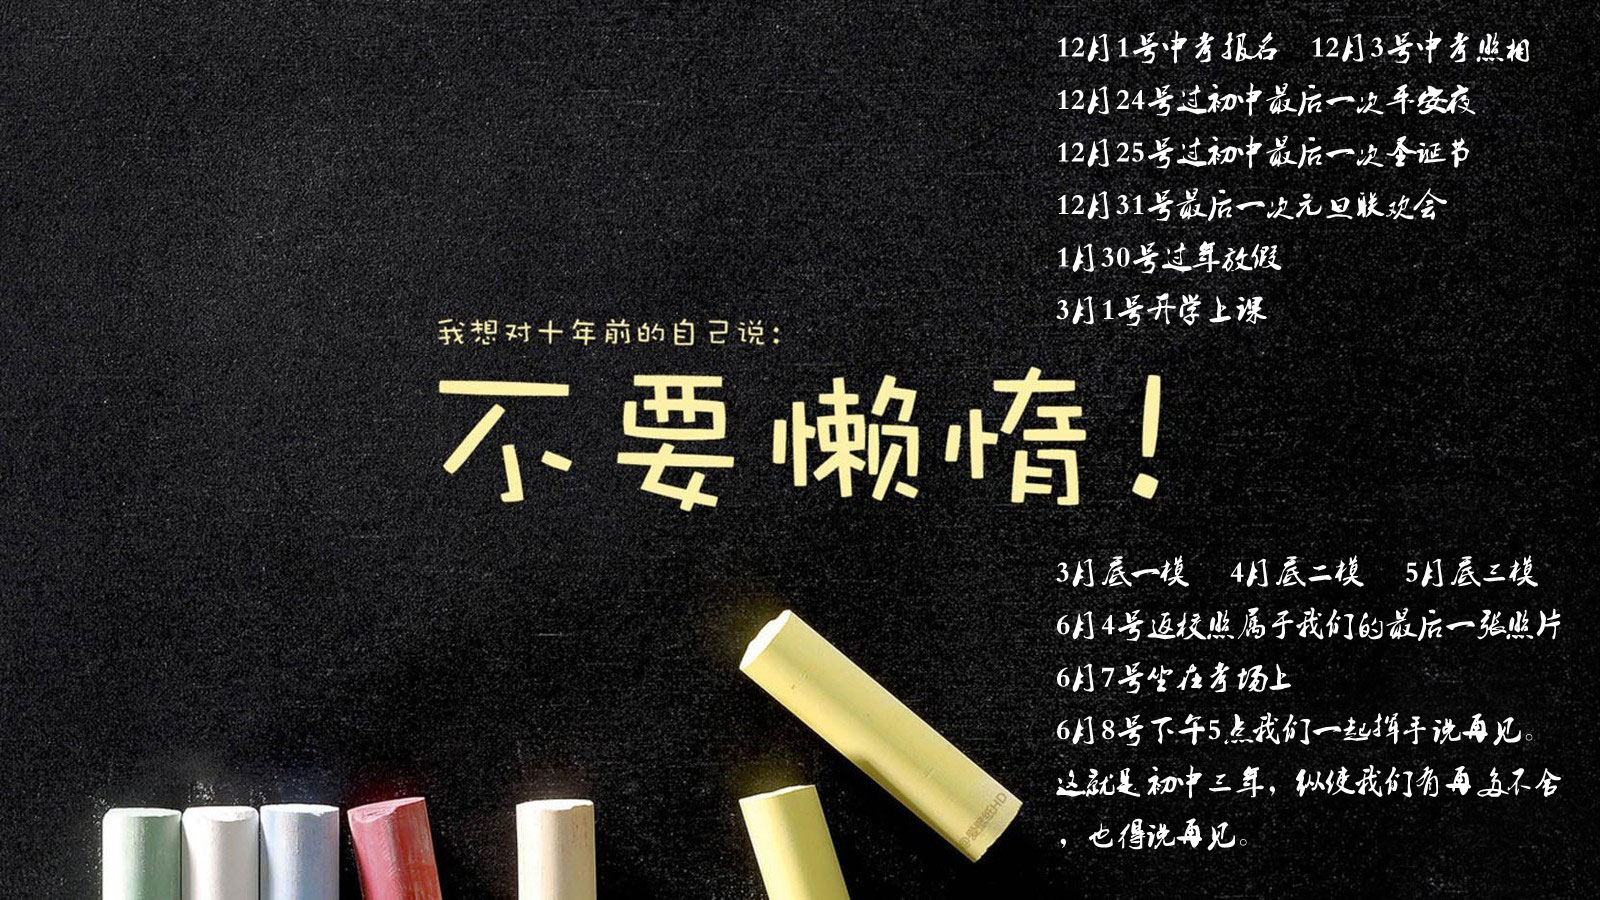 12月1号中考报名 12月3号中考照相
12月24号过初中最后一次平安夜
12月25号过初中最后一次圣诞节
12月31号最后一次元旦联欢会
1月30号过年放假
3月1号开学上课
我想对十年前的自己说：
不要懒惰！
3月底一模 4月底二模 5月底三模
6月4号返校照属于我们的最后一张照片
6月7号坐在考场上
6月8号下午5点我们一起挥手说再见。
这就是初中三年，纵使我们有再多不舍
，也得说再见。
@爱壁纸HD